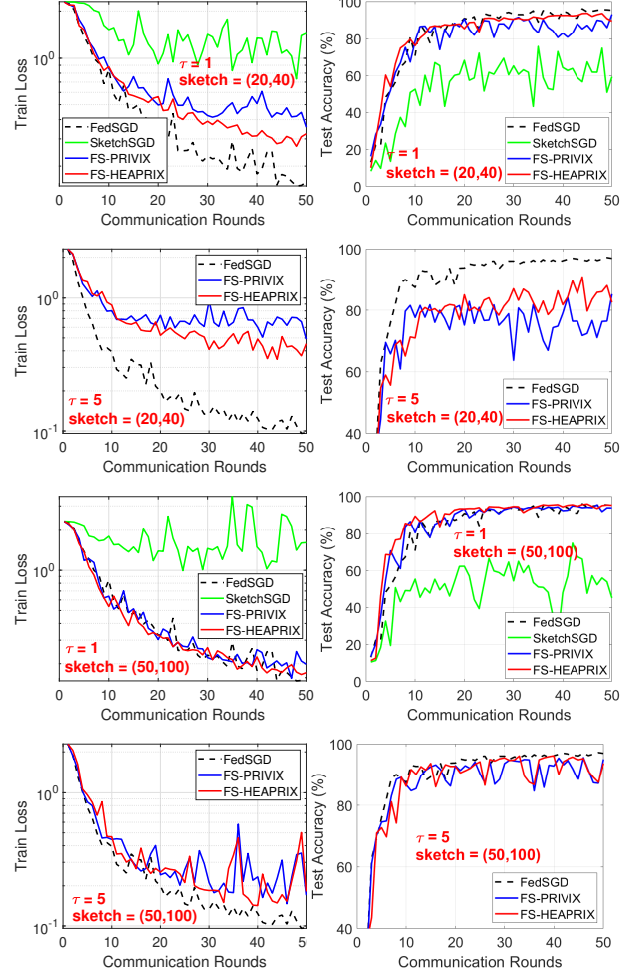 Train Loss
10^0
0
10
20
30
40
50
Communication Rounds
τ = 1
sketch = (20,40)
FedSGD
SketchSGD
FS-PRIVIX
FS-HEAPRIX
Test Accuracy (%)
100
80
60
40
20
0
0
10
20
30
40
50
Communication Rounds
τ = 1
sketch = (20,40)
FedSGD
SketchSGD
FS-PRIVIX
FS-HEAPRIX
Train Loss
10^0
10^-1
0
10
20
30
40
50
Communication Rounds
τ = 5
sketch = (20,40)
FedSGD
FS-PRIVIX
FS-HEAPRIX
Test Accuracy (%)
100
80
60
40
0
10
20
30
40
50
Communication Rounds
τ = 5
sketch = (20,40)
FedSGD
FS-PRIVIX
FS-HEAPRIX
Train Loss
10^0
0
10
20
30
40
50
Communication Rounds
τ = 1
sketch = (50,100)
FedSGD
SketchSGD
FS-PRIVIX
FS-HEAPRIX
Test Accuracy (%)
100
80
60
40
20
0
0
10
20
30
40
50
Communication Rounds
τ = 1
sketch = (50,100)
FedSGD
SketchSGD
FS-PRIVIX
FS-HEAPRIX
Train Loss
10^0
10^-1
0
10
20
30
40
5
Communication Rounds
τ = 5
sketch = (50,100)
FedSGD
FS-PRIVIX
FS-HEAPRIX
Test Accuracy (%)
100
80
60
40
0
10
20
30
40
50
Communication Rounds
τ = 5
sketch = (50,100)
FedSGD
FS-PRIVIX
FS-HEAPRIX